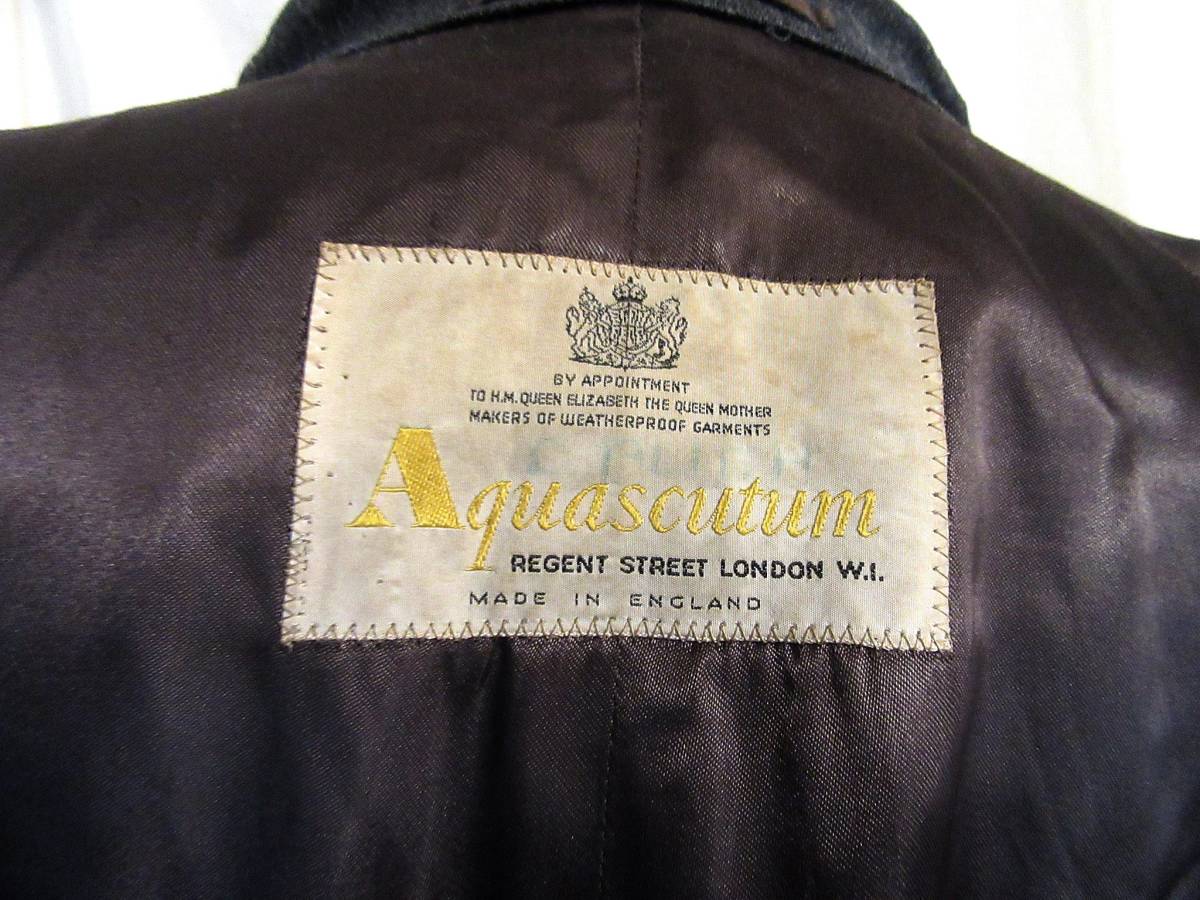 BY APPOINTMENT
TO H.M. QUEEN ELIZABETH THE QUEEN MOTHER
MAKERS OF WEATHERPROOF GARMENTS
Aquascutum
REGENT STREET LONDON W.I.
MADE IN ENGLAND